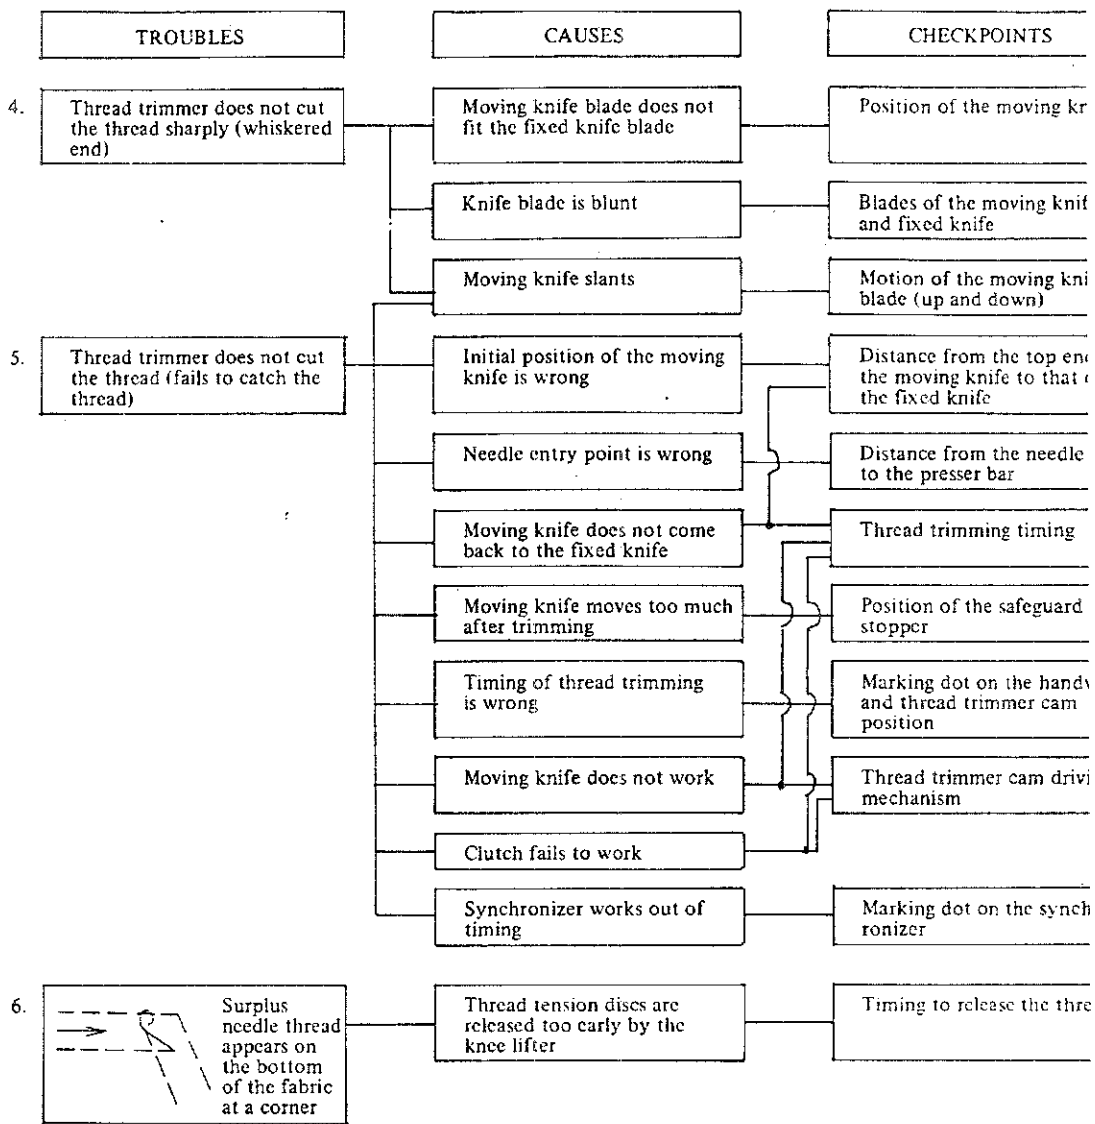 TROUBLES
CAUSES
CHECKPOINTS
4.
Thread trimmer does not cut
the thread sharply (whiskered
end)
Moving knife blade does not
fit the fixed knife blade
Position of the moving
Knife blade is blunt
Blades of the moving
and fixed knife
Moving knife slants
Motion of the moving
blade (up and down)
5.
Thread trimmer does not cut
the thread (fails to catch the
thread)
Initial position of the moving
knife is wrong
Distance from the top
the moving knife to that
the fixed knife
Needle entry point is wrong
Distance from the needle
to the presser bar
Moving knife does not come
back to the fixed knife
Thread trimming timing
Moving knife moves too much
after trimming
Position of the safeguard
stopper
Timing of thread trimming
is wrong
Marking dot on the
and thread trimmer cam
position
Moving knife does not work
Thread trimmer cam
mechanism
Clutch fails to work
Synchronizer works out of
timing
Marking dot on the synch
ronizer
6.
Surplus
needle thread
appears on
the bottom
of the fabric
at a corner
Thread tension discs are
released too early by the
knee lifter
Timing to release the